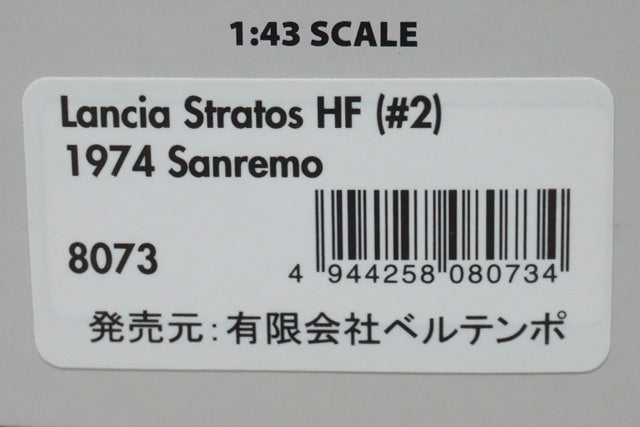 1:43 SCALE
Lancia Stratos HF (#2)
1974 Sanremo
8073
4 944258 080734
発売元:有限会社ベルテンポ